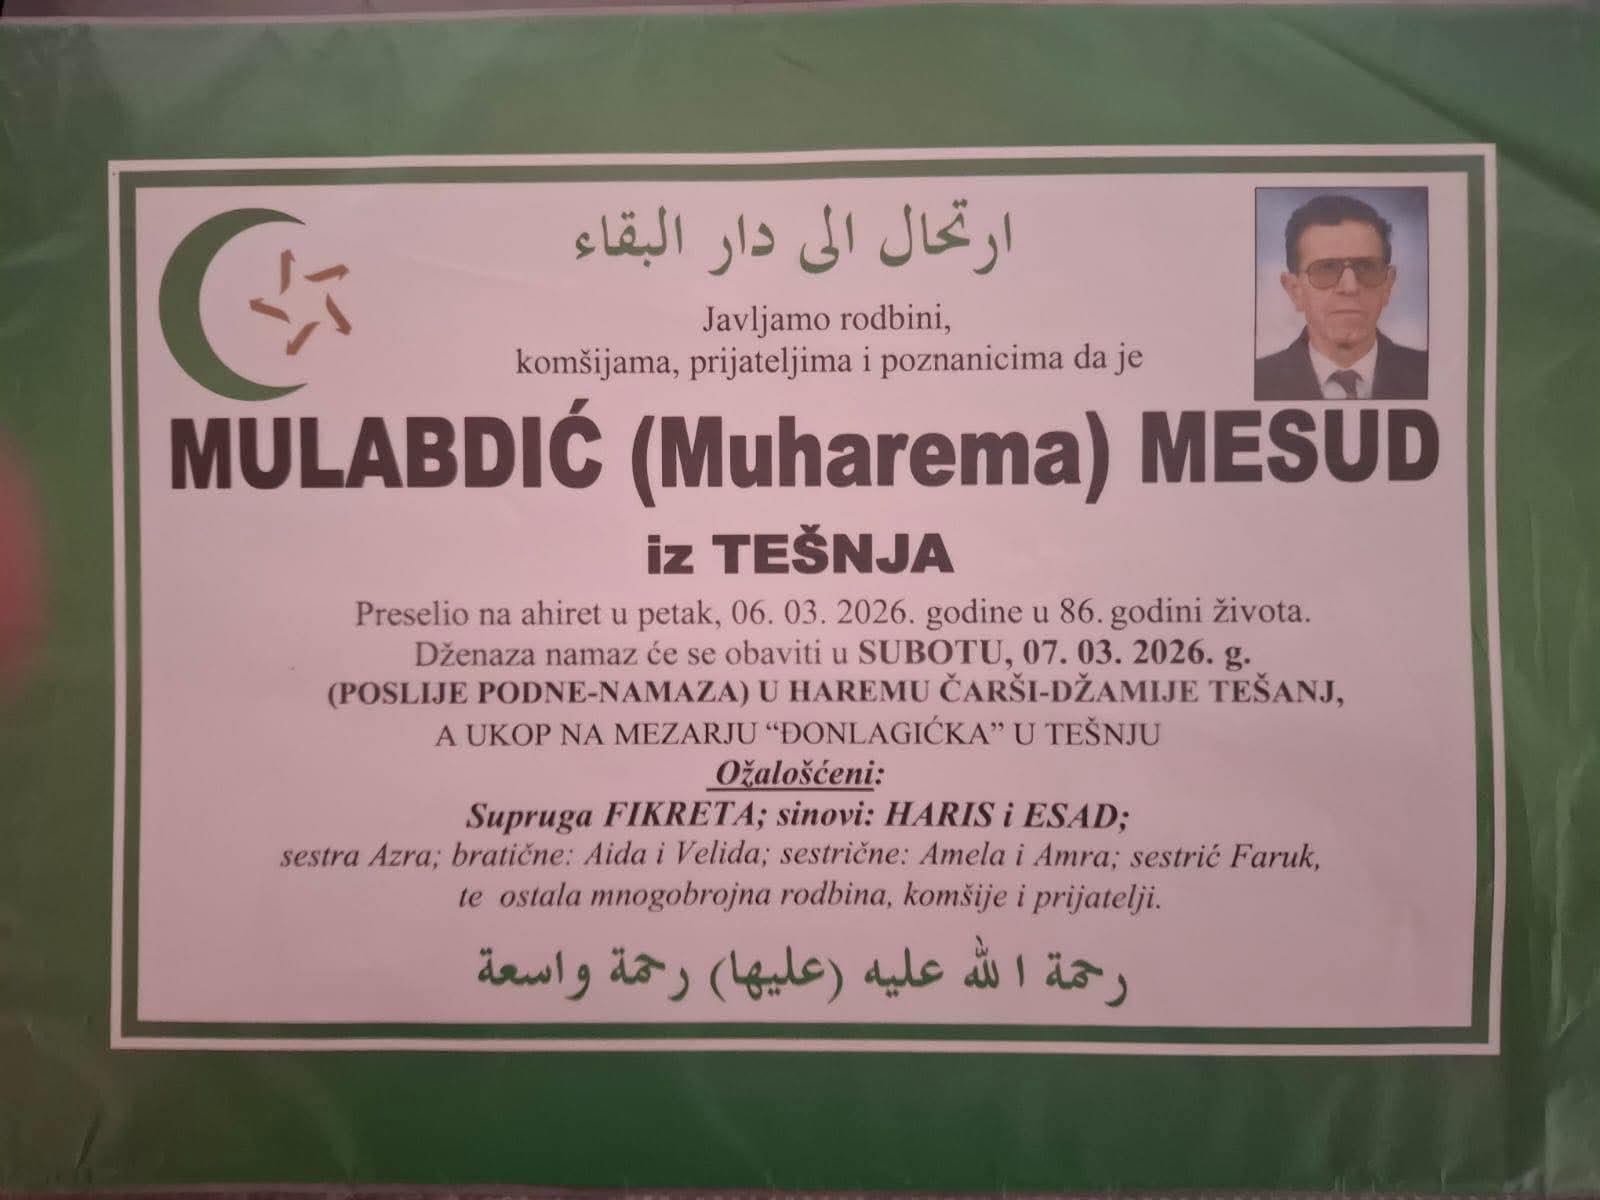 ارتحال الى دار البقاء
Javljamo rodbini,
komšijama, prijateljima i poznanicima da je
MULABDIĆ (Muharema) MESUD
iz TEŠNJA
Preselio na ahiret u petak, 06. 03. 2026. godine u 86. godini života.
Dženaza namaz će se obaviti u SUBOTU, 07. 03. 2026. g.
(POSLIJE PODNE-NAMAZA) U HAREMU ČARŠI-DŽAMIJE TEŠANJ,
A UKOP NA MEZARJU “ĐONLAGIĆKA” U TEŠNJU
Ožalošćeni:
Supruga FIKRETA; sinovi: HARIS i ESAD;
sestra Azra; bratične: Aida i Velida; sestrične: Amela i Amra; sestrić Faruk,
te ostala mnogobrojna rodbina, komšije i prijatelji.
رحمة الله عليه (عليها) رحمة واسعة